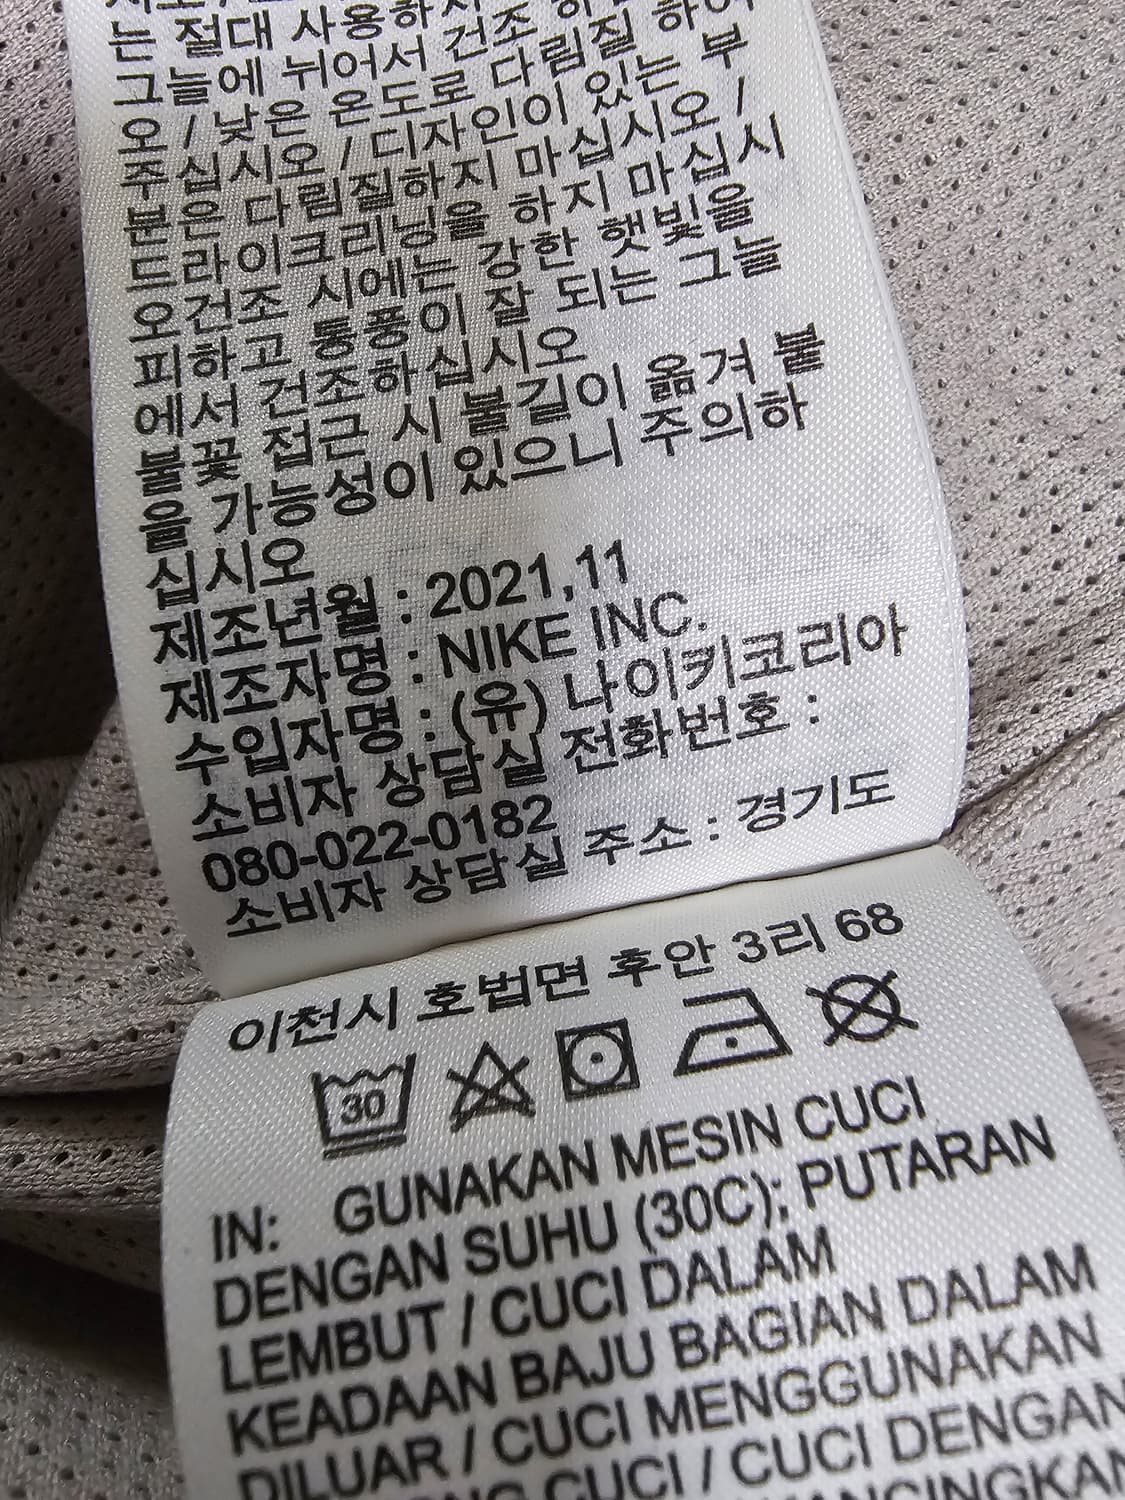 는 절대 사용하시
그늘에 뉘어서 건조
오 / 낮은 온도로 다림질 하여
주십시오 / 디자인이 있는 부
분은 다림질하지 마십시오 /
드라이크리닝을 하지 마십시
오건조 시에는 강한 햇빛을
피하고 통풍이 잘 되는 그늘
에서 건조하십시오
불꽃 접근 시 불길이 옮겨 붙
을 가능성이 있으니 주의하
십시오
제조년월 : 2021,11
제조자명 : NIKE INC.
수입자명 : (유) 나이키코리아
소비자 상담실 전화번호 :
080-022-0182
소비자 상담실 주소 : 경기도
이천시 호법면 후안 3리 68
30
IN: GUNAKAN MESIN CUCI
DENGAN SUHU (30C); PUTARAN
LEMBUT / CUCI DALAM
KEADAAN BAJU BAGIAN DALAM
DILUAR / CUCI MENGGUNAKAN
CUCI / CUCI DENGAN